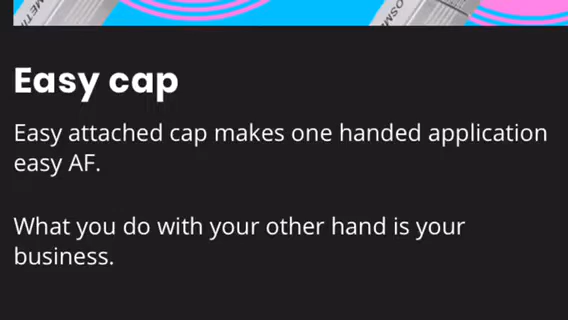 Easy cap
Easy attached cap makes one handed application
easy AF.
What you do with your other hand is your
business.